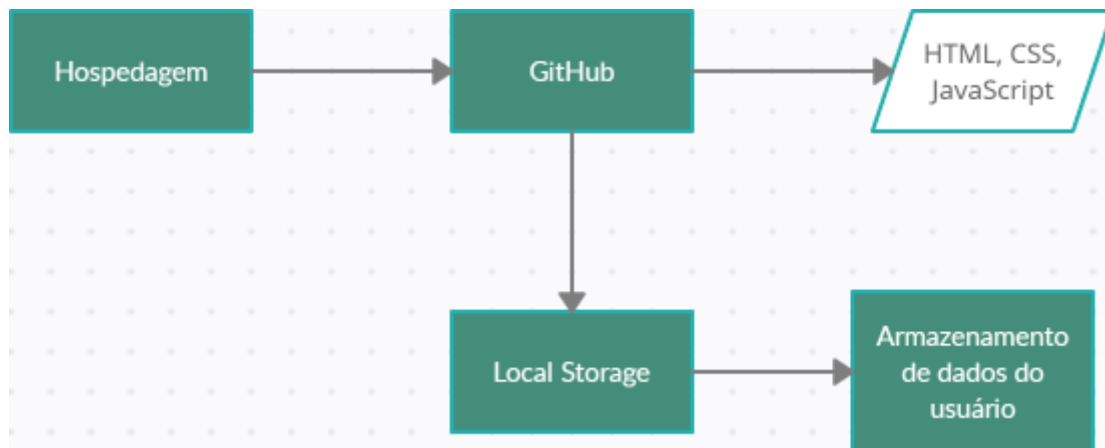 Hospedagem
GitHub
HTML, CSS,
JavaScript
Local Storage
Armazenamento
de dados do
usuário